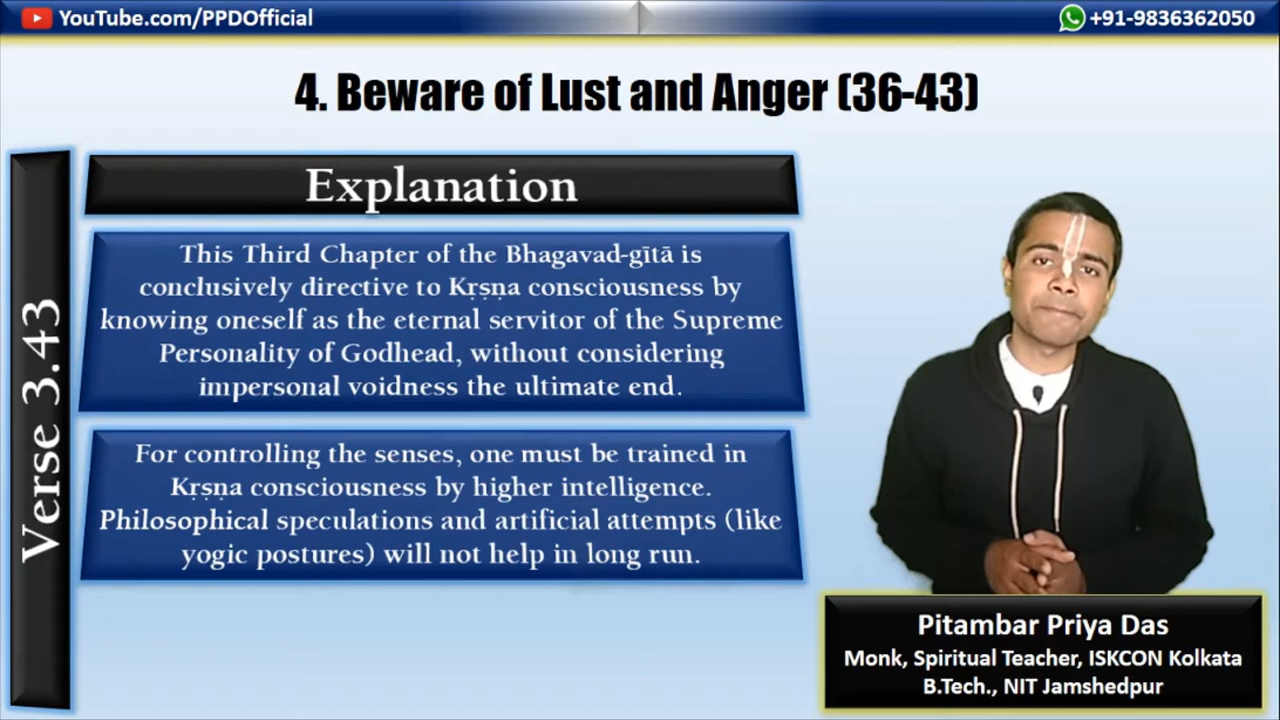 YouTube.com/PPDOfficial
+91-9836362050
4. Beware of Lust and Anger (36-43)
Verse 3.43
Explanation
This Third Chapter of the Bhagavad-gītā is
conclusively directive to Kṛṣṇa consciousness by
knowing oneself as the eternal servitor of the Supreme
Personality of Godhead, without considering
impersonal voidness the ultimate end.
For controlling the senses, one must be trained in
Kṛṣṇa consciousness by higher intelligence.
Philosophical speculations and artificial attempts (like
yogic postures) will not help in long run.
Pitambar Priya Das
Monk, Spiritual Teacher, ISKCON Kolkata
B.Tech., NIT Jamshedpur